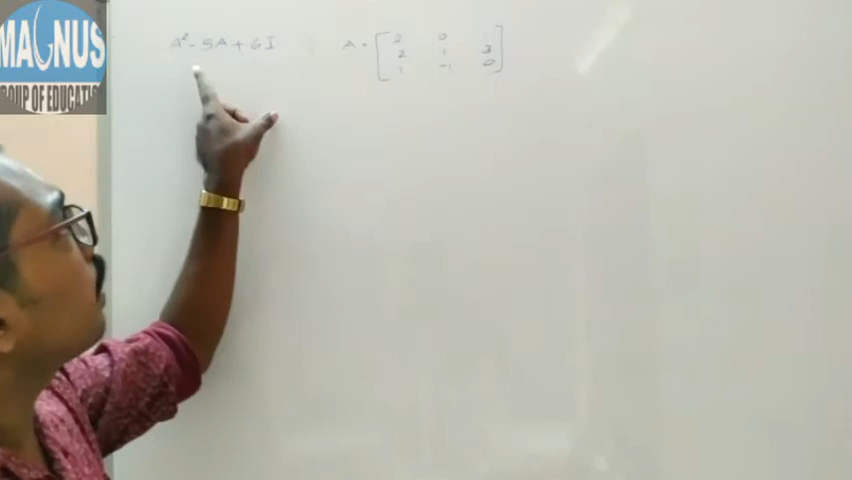 MAGNUS
GROUP OF EDUCATION
A² - 5A + 6I A = [ 2 0 1
2 1 3
1 -1 0 ]